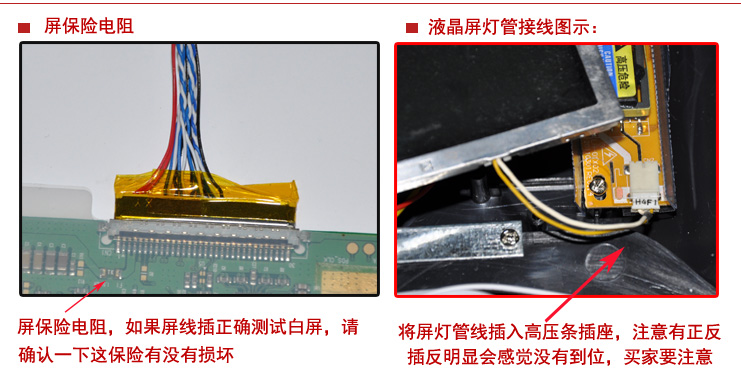 屏保险电阻
液晶屏灯管接线图示：
高压危险
CAUTION
H4F1
屏保险电阻，如果屏线插正确测试白屏，请
确认一下这保险有没有损坏
将屏灯管线插入高压条插座，注意有正反
插反明显会感觉没有到位，买家要注意